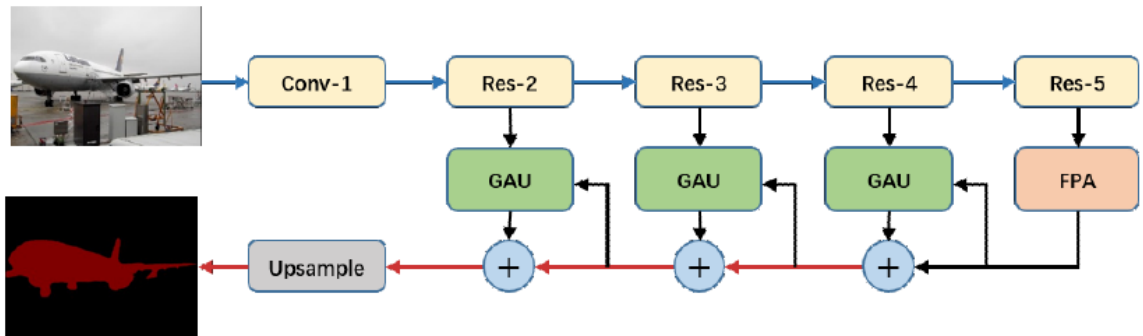 Conv-1
Res-2
Res-3
Res-4
Res-5
GAU
GAU
GAU
FPA
Upsample
+
+
+